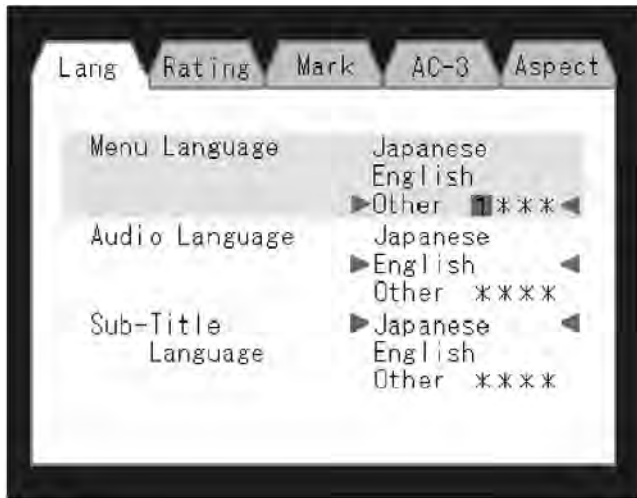 Lang Rating Mark AC-3 Aspect
Menu Language Japanese
English
▶Other 1***◀
Audio Language Japanese
▶English ◀
Other ****
Sub-Title ▶Japanese ◀
Language English
Other ****